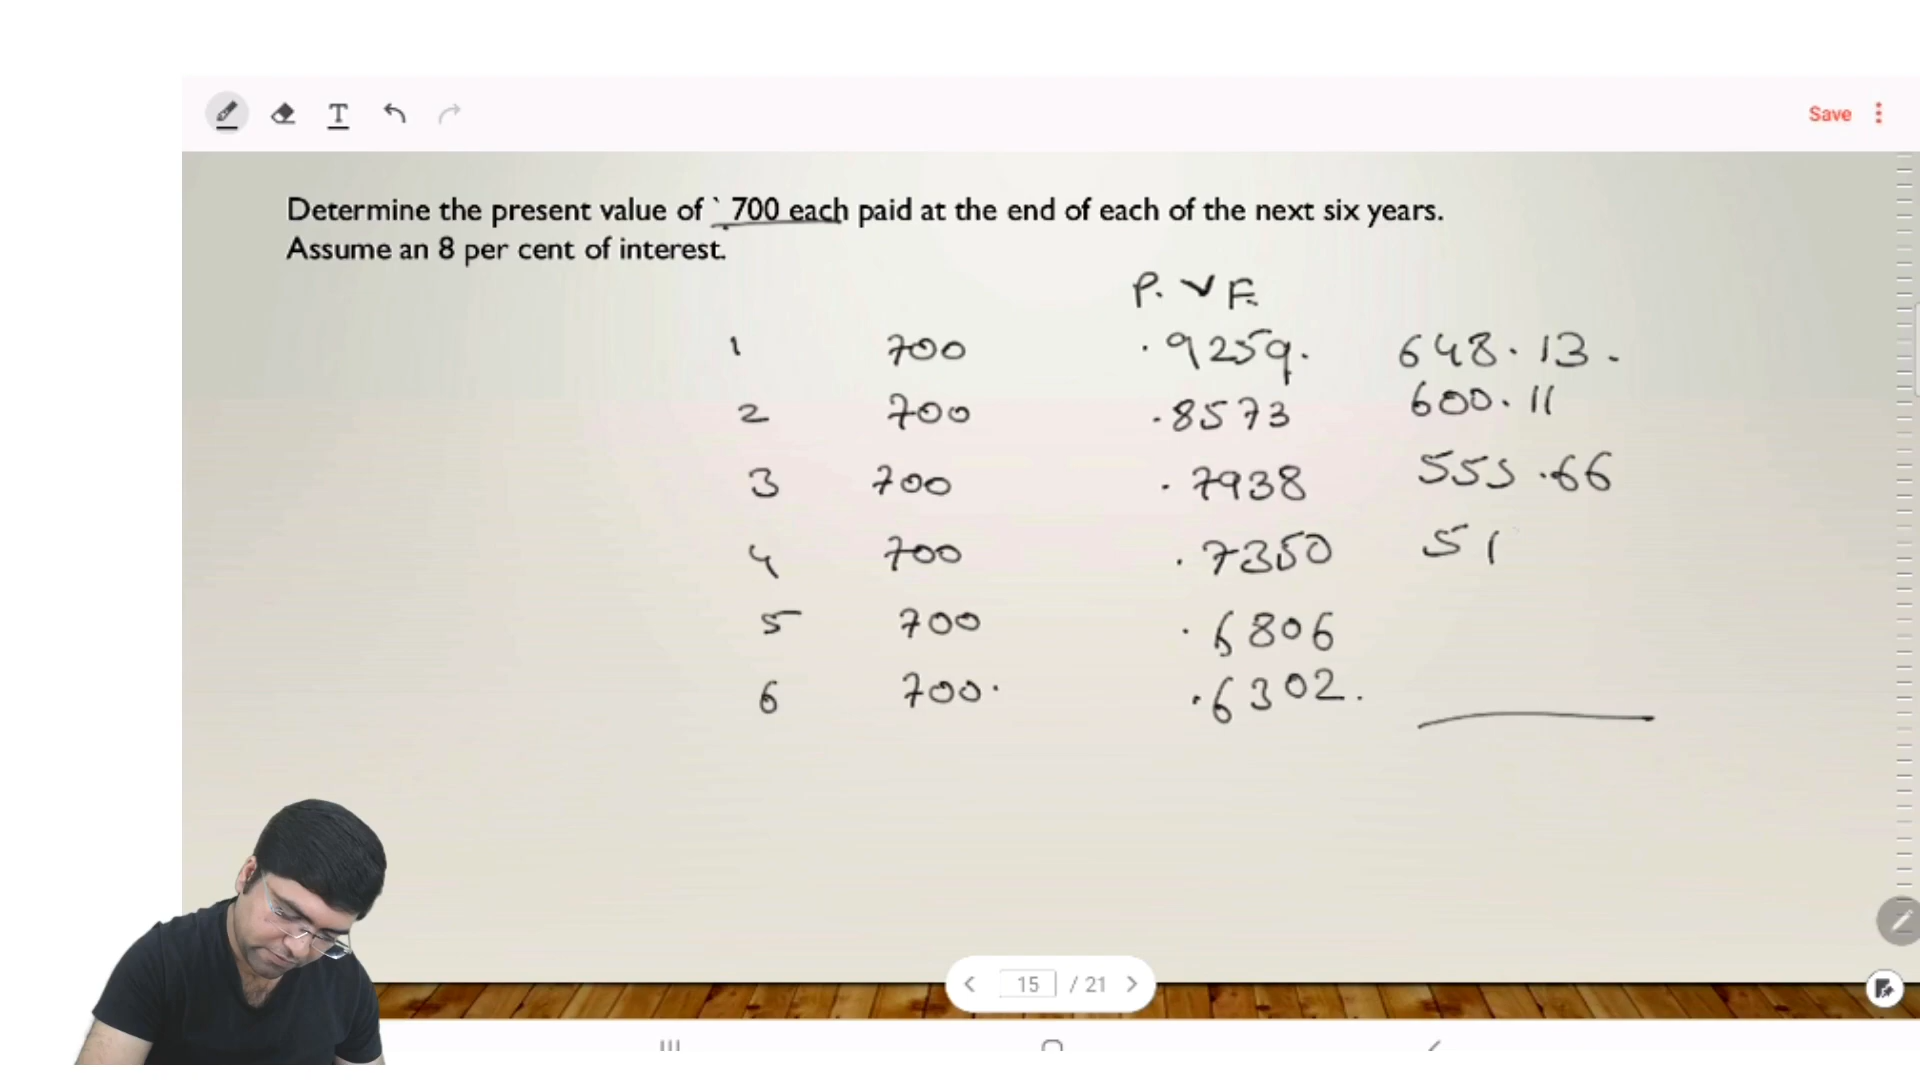 T
Save
Determine the present value of ` 700 each paid at the end of each of the next six years.
Assume an 8 per cent of interest.
P. V F.
1 700 .9259. 648.13.
2 700 .8573 600.11
3 700 .7938 555.66
4 700 .7350 51
5 700 .6806
6 700. .6302.
15 / 21